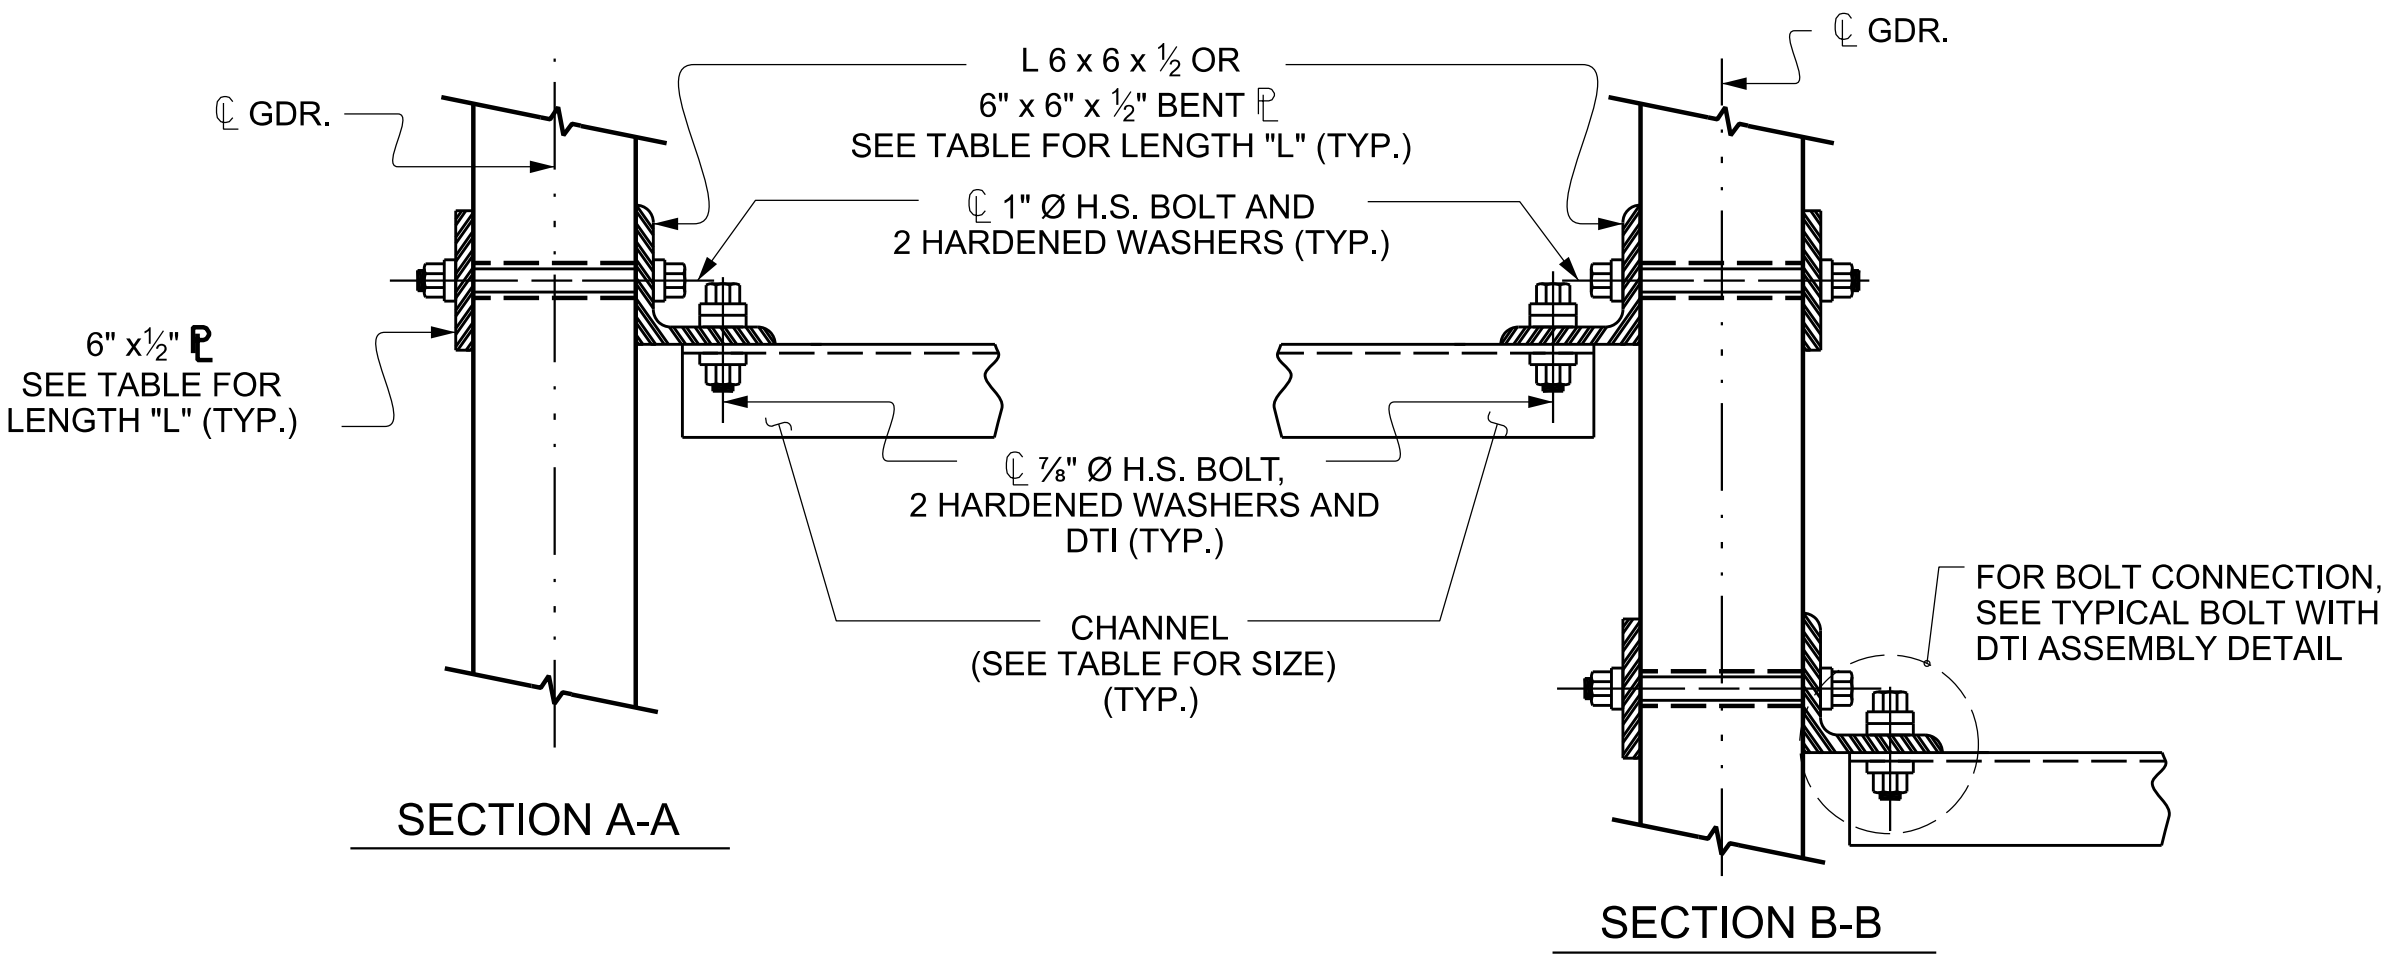 ℄ GDR.
L 6 x 6 x ½ OR
6" x 6" x ½" BENT ⅊
SEE TABLE FOR LENGTH "L" (TYP.)
℄ GDR.
℄ 1" Ø H.S. BOLT AND
2 HARDENED WASHERS (TYP.)
6" x½" ⅊
SEE TABLE FOR
LENGTH "L" (TYP.)
℄ ⅞" Ø H.S. BOLT,
2 HARDENED WASHERS AND
DTI (TYP.)
CHANNEL
(SEE TABLE FOR SIZE)
(TYP.)
FOR BOLT CONNECTION,
SEE TYPICAL BOLT WITH
DTI ASSEMBLY DETAIL
SECTION A-A
SECTION B-B